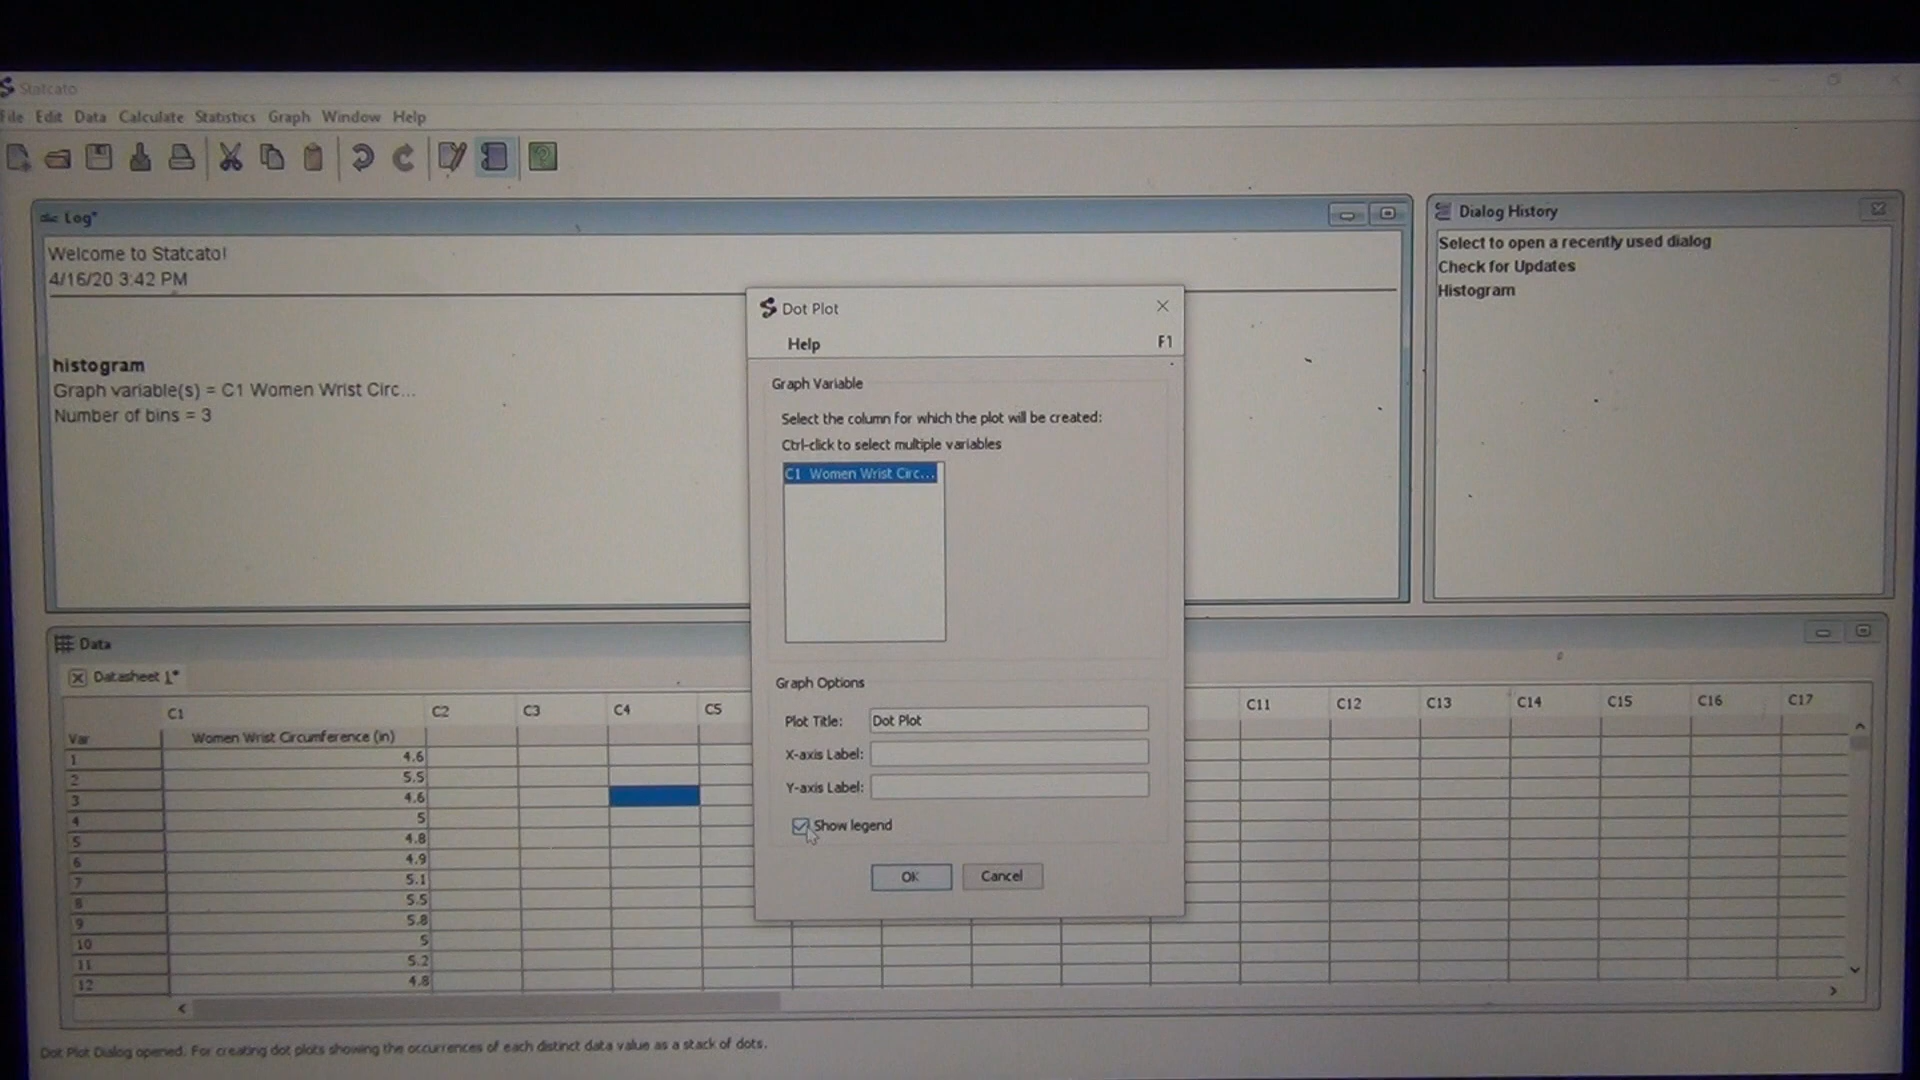 Statcato
File Edit Data Calculate Statistics Graph Window Help
Log*
Welcome to Statcato!
4/16/20 3:42 PM
histogram
Graph variable(s) = C1 Women Wrist Circ...
Number of bins = 3
Dialog History
Select to open a recently used dialog
Check for Updates
Histogram
Dot Plot
Help F1
Graph Variable
Select the column for which the plot will be created:
Ctrl-click to select multiple variables
C1 Women Wrist Circ...
Graph Options
Plot Title: Dot Plot
X-axis Label:
Y-axis Label:
Show legend
OK Cancel
Data
Datasheet 1*
C1 C2 C3 C4 C5 C11 C12 C13 C14 C15 C16 C17
Var Women Wrist Circumference (in)
1 4.6
2 5.5
3 4.6
4 5
5 4.8
6 4.9
7 5.1
8 5.5
9 5.8
10 5
11 5.2
12 4.8
Dot Plot Dialog opened. For creating dot plots showing the occurrences of each distinct data value as a stack of dots.